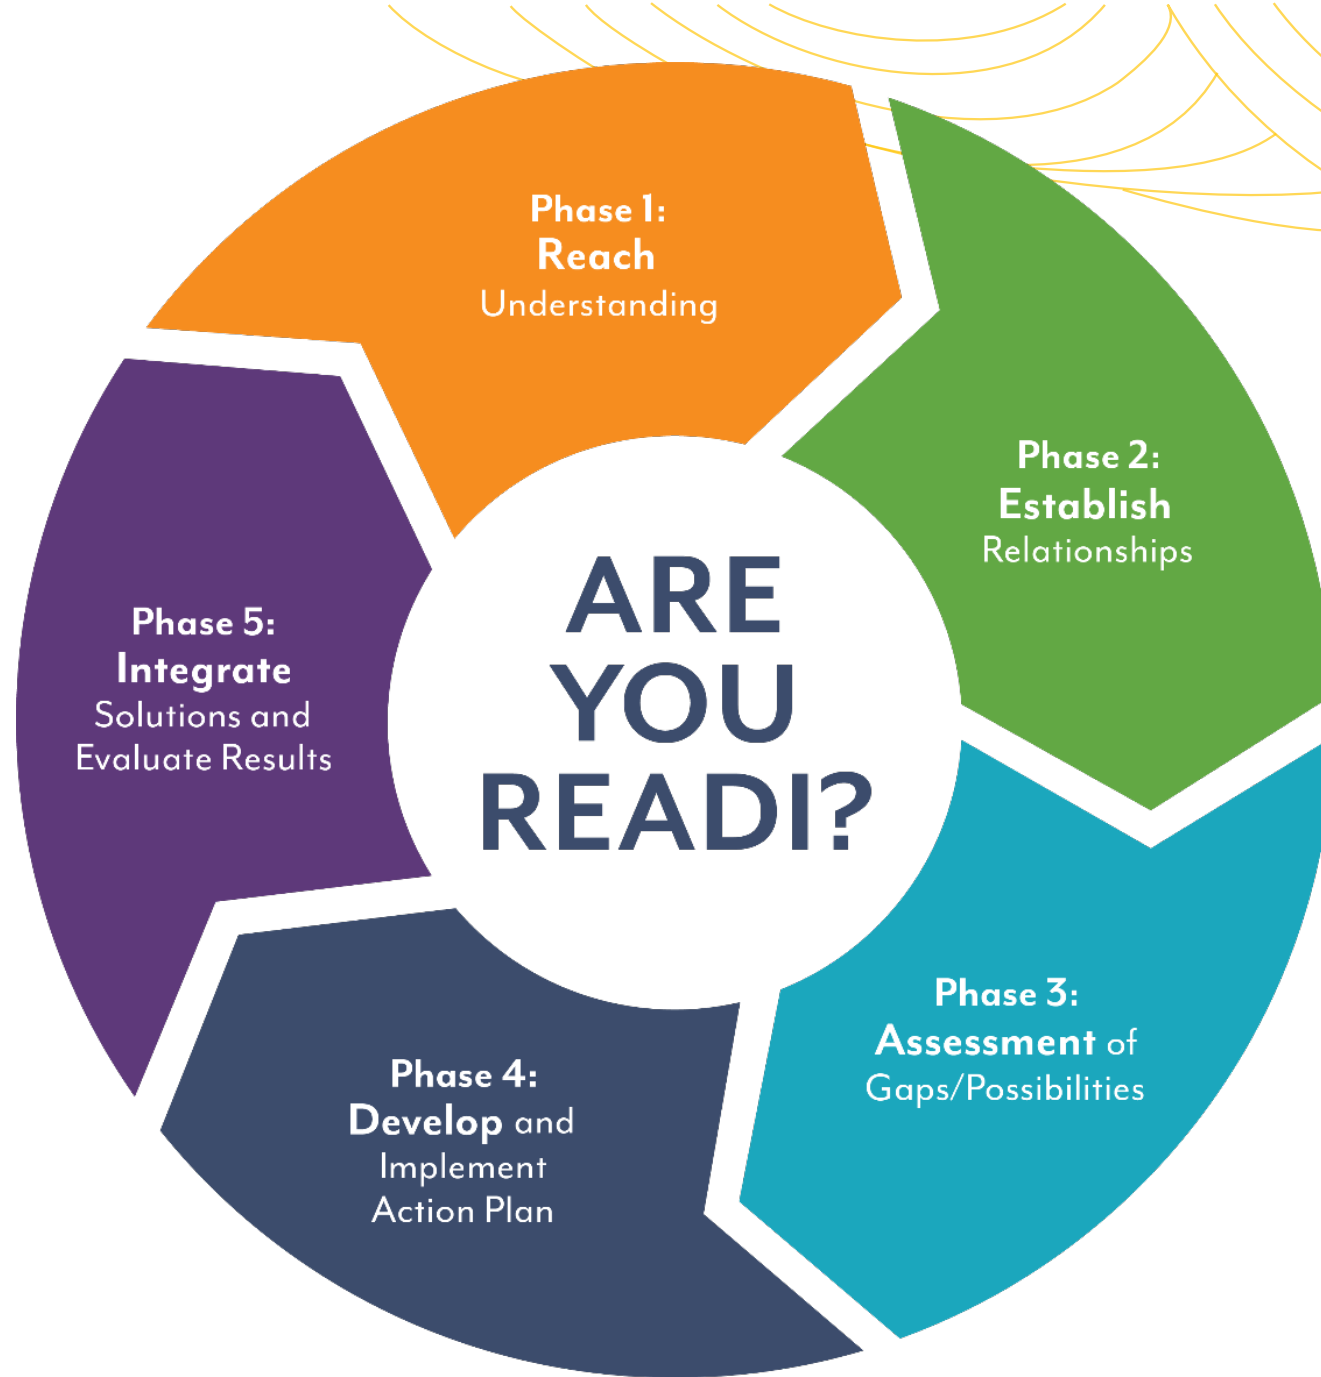 Phase 1:
Reach
Understanding
Phase 2:
Establish
Relationships
Phase 3:
Assessment of
Gaps/Possibilities
Phase 4:
Develop and
Implement
Action Plan
Phase 5:
Integrate
Solutions and
Evaluate Results
ARE
YOU
READI?